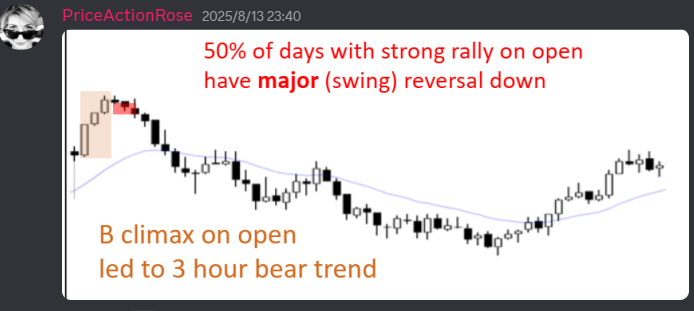 PriceActionRose 2025/8/13 23:40
50% of days with strong rally on open
have major (swing) reversal down
B climax on open
led to 3 hour bear trend